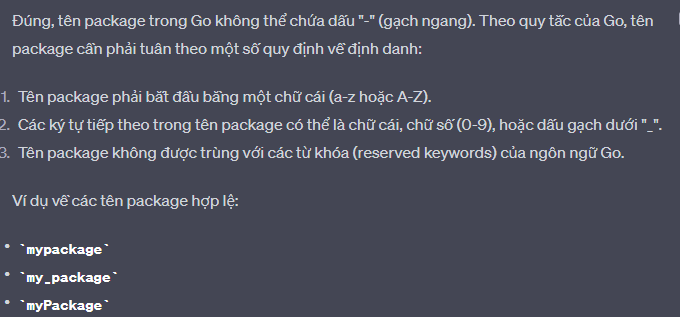 Đúng, tên package trong Go không thể chứa dấu "-" (gạch ngang). Theo quy tắc của Go, tên
package cần phải tuân theo một số quy định về định danh:
1. Tên package phải bắt đầu bằng một chữ cái (a-z hoặc A-Z).
2. Các ký tự tiếp theo trong tên package có thể là chữ cái, chữ số (0-9), hoặc dấu gạch dưới "_".
3. Tên package không được trùng với các từ khóa (reserved keywords) của ngôn ngữ Go.
Ví dụ về các tên package hợp lệ:
• `mypackage`
• `my_package`
• `myPackage`